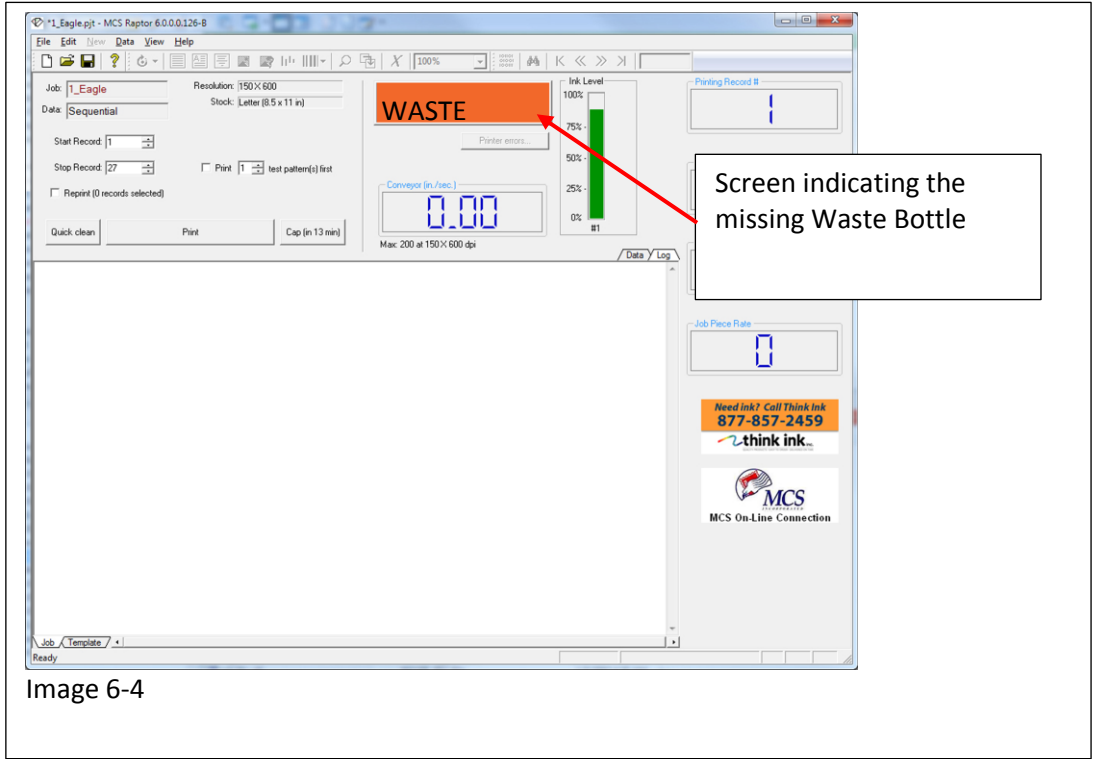 *1_Eagle.pjt - MCS Raptor 6.0.0.0.126-B
File Edit New Data View Help
100%
Job: 1_Eagle
Resolution: 150 X 600
Stock: Letter (8.5 x 11 in)
Data: Sequential
Start Record: 1
Stop Record: 27
Print 1 test pattern(s) first
Reprint (0 records selected)
Quick clean
Print
Cap (in 13 min)
WASTE
Printer errors...
Conveyor (in./sec.)
0.00
Max: 200 at 150 X 600 dpi
Ink Level
100%
75%
50%
25%
0%
#1
Data
Log
Printing Record #
1
Screen indicating the
missing Waste Bottle
Job Piece Rate
0
Need ink? Call Think Ink
877-857-2459
think ink
MCS
INCORPORATED
MCS On-Line Connection
Job
Template
Ready
Image 6-4